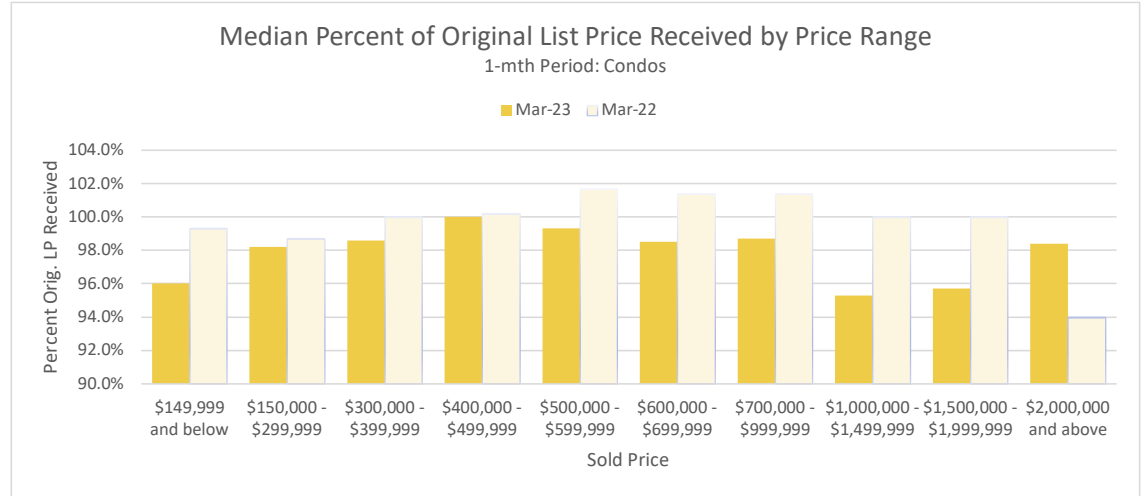 Median Percent of Original List Price Received by Price Range
1-mth Period: Condos
Mar-23 Mar-22
Percent Orig. LP Received
104.0%
102.0%
100.0%
98.0%
96.0%
94.0%
92.0%
90.0%
$149,999 and below
$150,000 - $299,999
$300,000 - $399,999
$400,000 - $499,999
$500,000 - $599,999
$600,000 - $699,999
$700,000 - $999,999
$1,000,000 - $1,499,999
$1,500,000 - $1,999,999
$2,000,000 and above
Sold Price